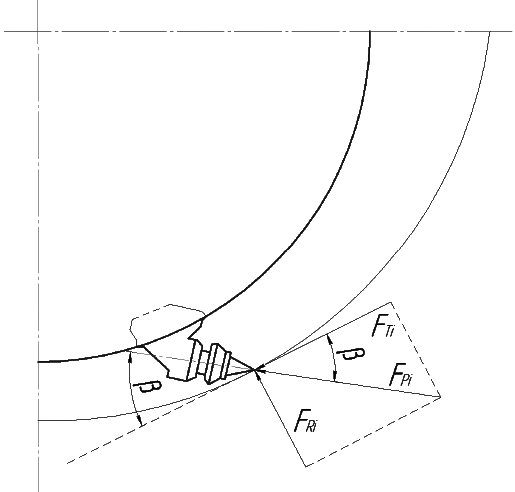 F_Ti
β
F_Pi
β
F_Ri